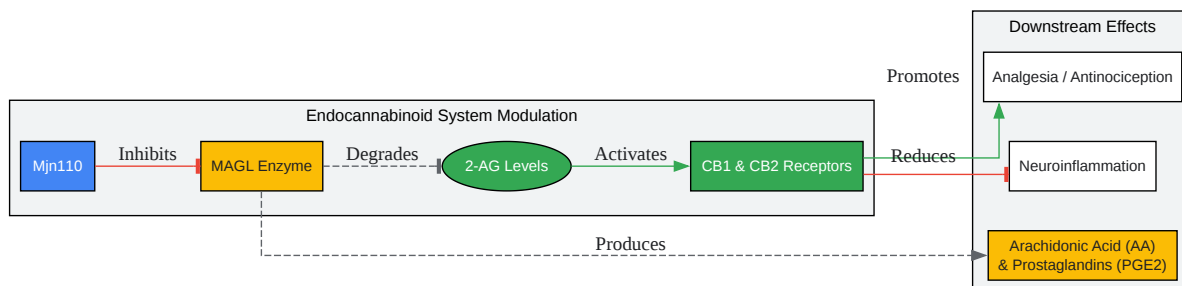 Downstream Effects
Promotes
Analgesia / Antinociception
Endocannabinoid System Modulation
Mjn110
Inhibits
MAGL Enzyme
Degrades
2-AG Levels
Activates
CB1 & CB2 Receptors
Reduces
Neuroinflammation
Produces
Arachidonic Acid (AA)
& Prostaglandins (PGE2)